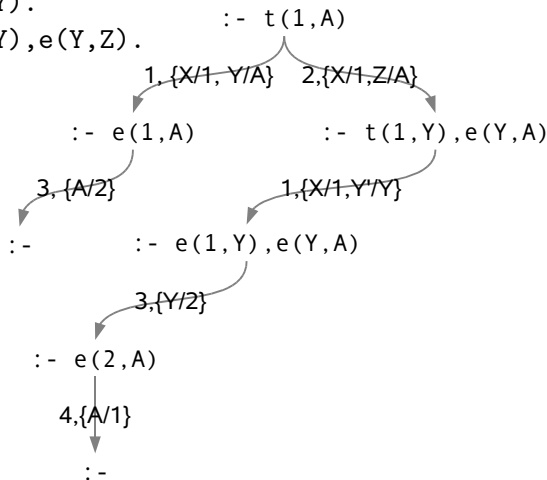 Y).
:- t(1,A)
Y),e(Y,Z).
1, {X/1, Y/A} 2,{X/1,Z/A}
:- e(1,A) :- t(1,Y),e(Y,A)
3, {A/2} 1,{X/1,Y'/Y}
:- :- e(1,Y),e(Y,A)
3,{Y/2}
:- e(2,A)
4,{A/1}
:-